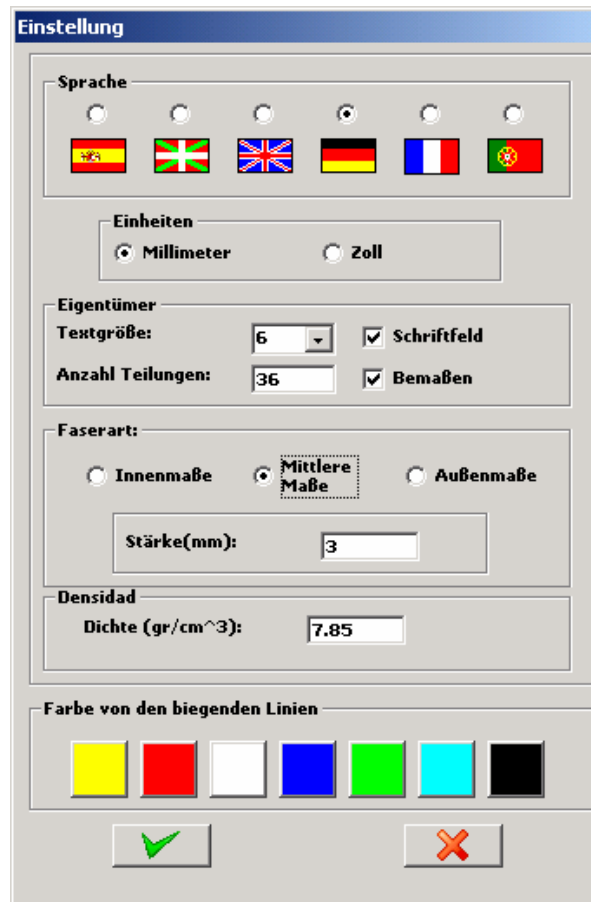 Einstellung
Sprache
Einheiten
Millimeter
Zoll
Eigentümer
Textgröße:
6
Schriftfeld
Anzahl Teilungen:
36
Bemaßen
Faserart:
Innenmaße
Mittlere
Maße
Außenmaße
Stärke(mm):
3
Densidad
Dichte (gr/cm^3):
7.85
Farbe von den biegenden Linien